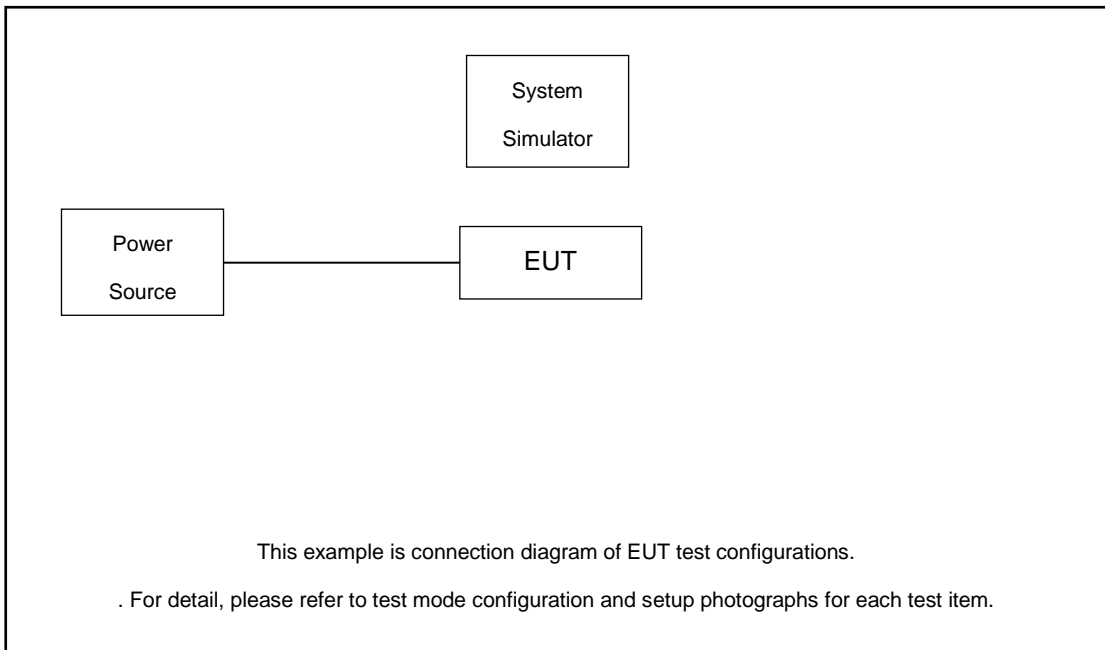 System
Simulator
Power
Source
EUT
This example is connection diagram of EUT test configurations.
. For detail, please refer to test mode configuration and setup photographs for each test item.